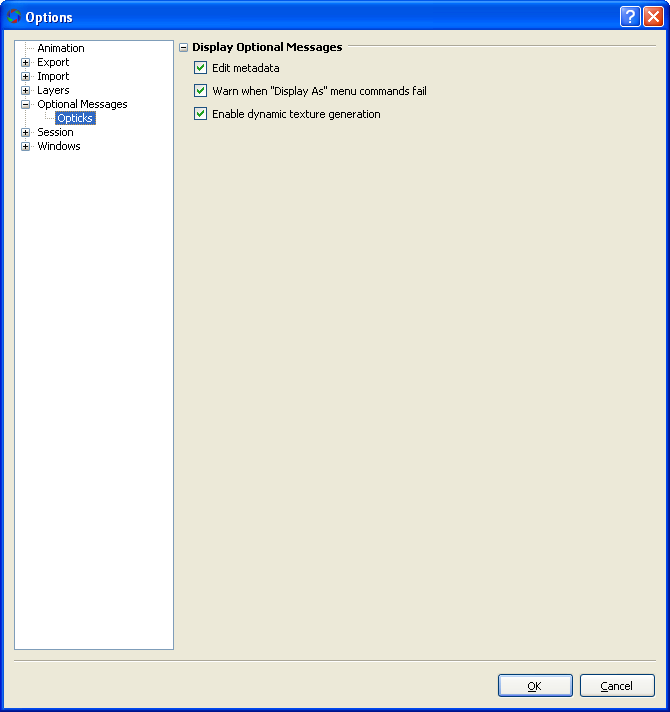 Options
Animation
Export
Import
Layers
Optional Messages
Opticks
Session
Windows
Display Optional Messages
Edit metadata
Warn when "Display As" menu commands fail
Enable dynamic texture generation
OK
Cancel